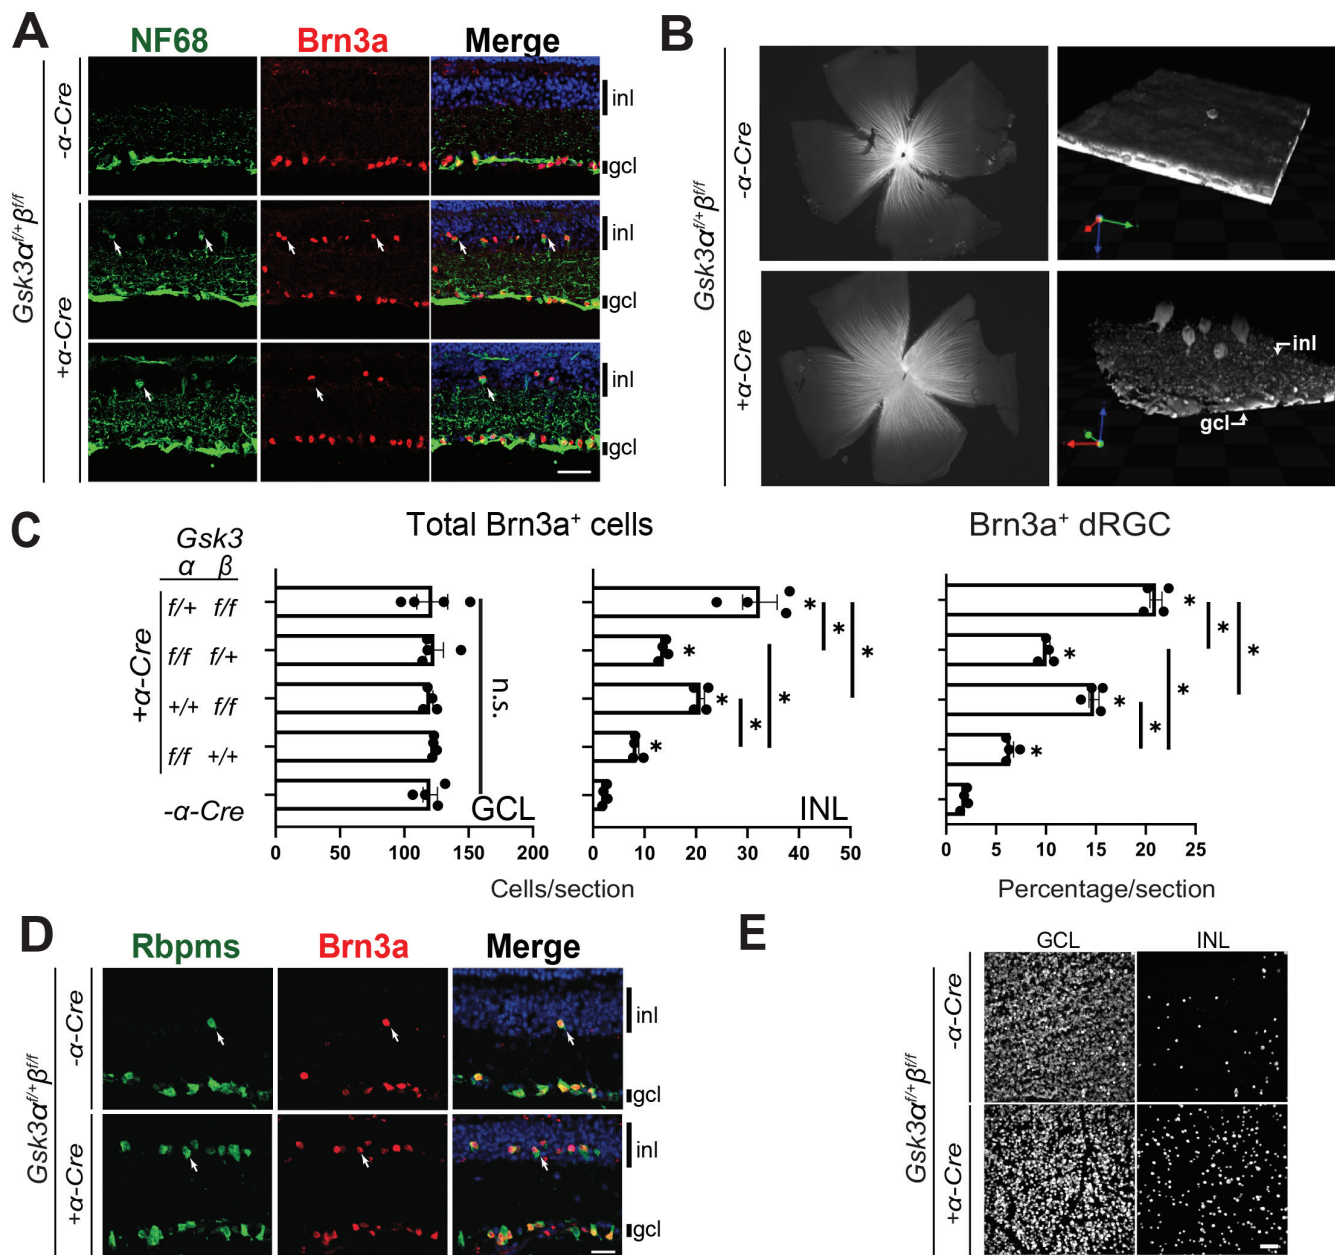 A
NF68 Brn3a Merge
Gsk3α^f/+β^f/f
-α-Cre
inl
gcl
+α-Cre
inl
gcl
inl
gcl
B
Gsk3α^f/+β^f/f
-α-Cre
+α-Cre
inl
gcl
C
Total Brn3a⁺ cells
Brn3a⁺ dRGC
Gsk3
α β
+α-Cre
f/+ f/f
f/f f/+
+/+ f/f
f/f +/+
-α-Cre
n.s.
GCL
* * * * * * * *
INL
* * * * * * * *
0 50 100 150 200
0 10 20 30 40 50
0 5 10 15 20 25
Cells/section
Percentage/section
D
Rbpms Brn3a Merge
Gsk3α^f/+β^f/f
-α-Cre
inl
gcl
+α-Cre
inl
gcl
E
GCL INL
Gsk3α^f/+β^f/f
-α-Cre
+α-Cre